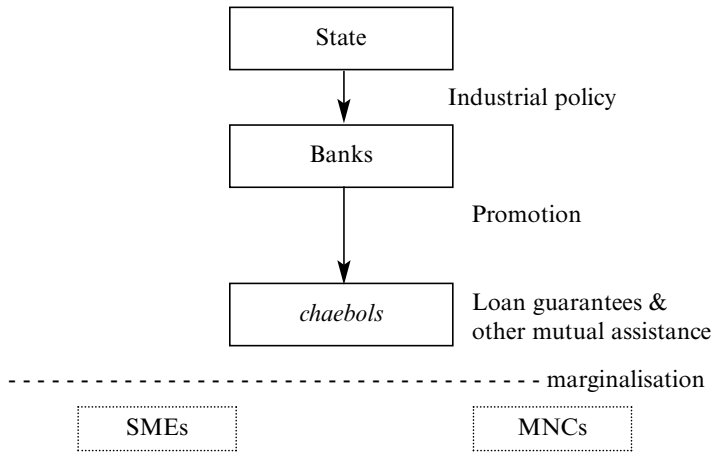 State
Industrial policy
Banks
Promotion
chaebols
Loan guarantees &
other mutual assistance
marginalisation
SMEs
MNCs